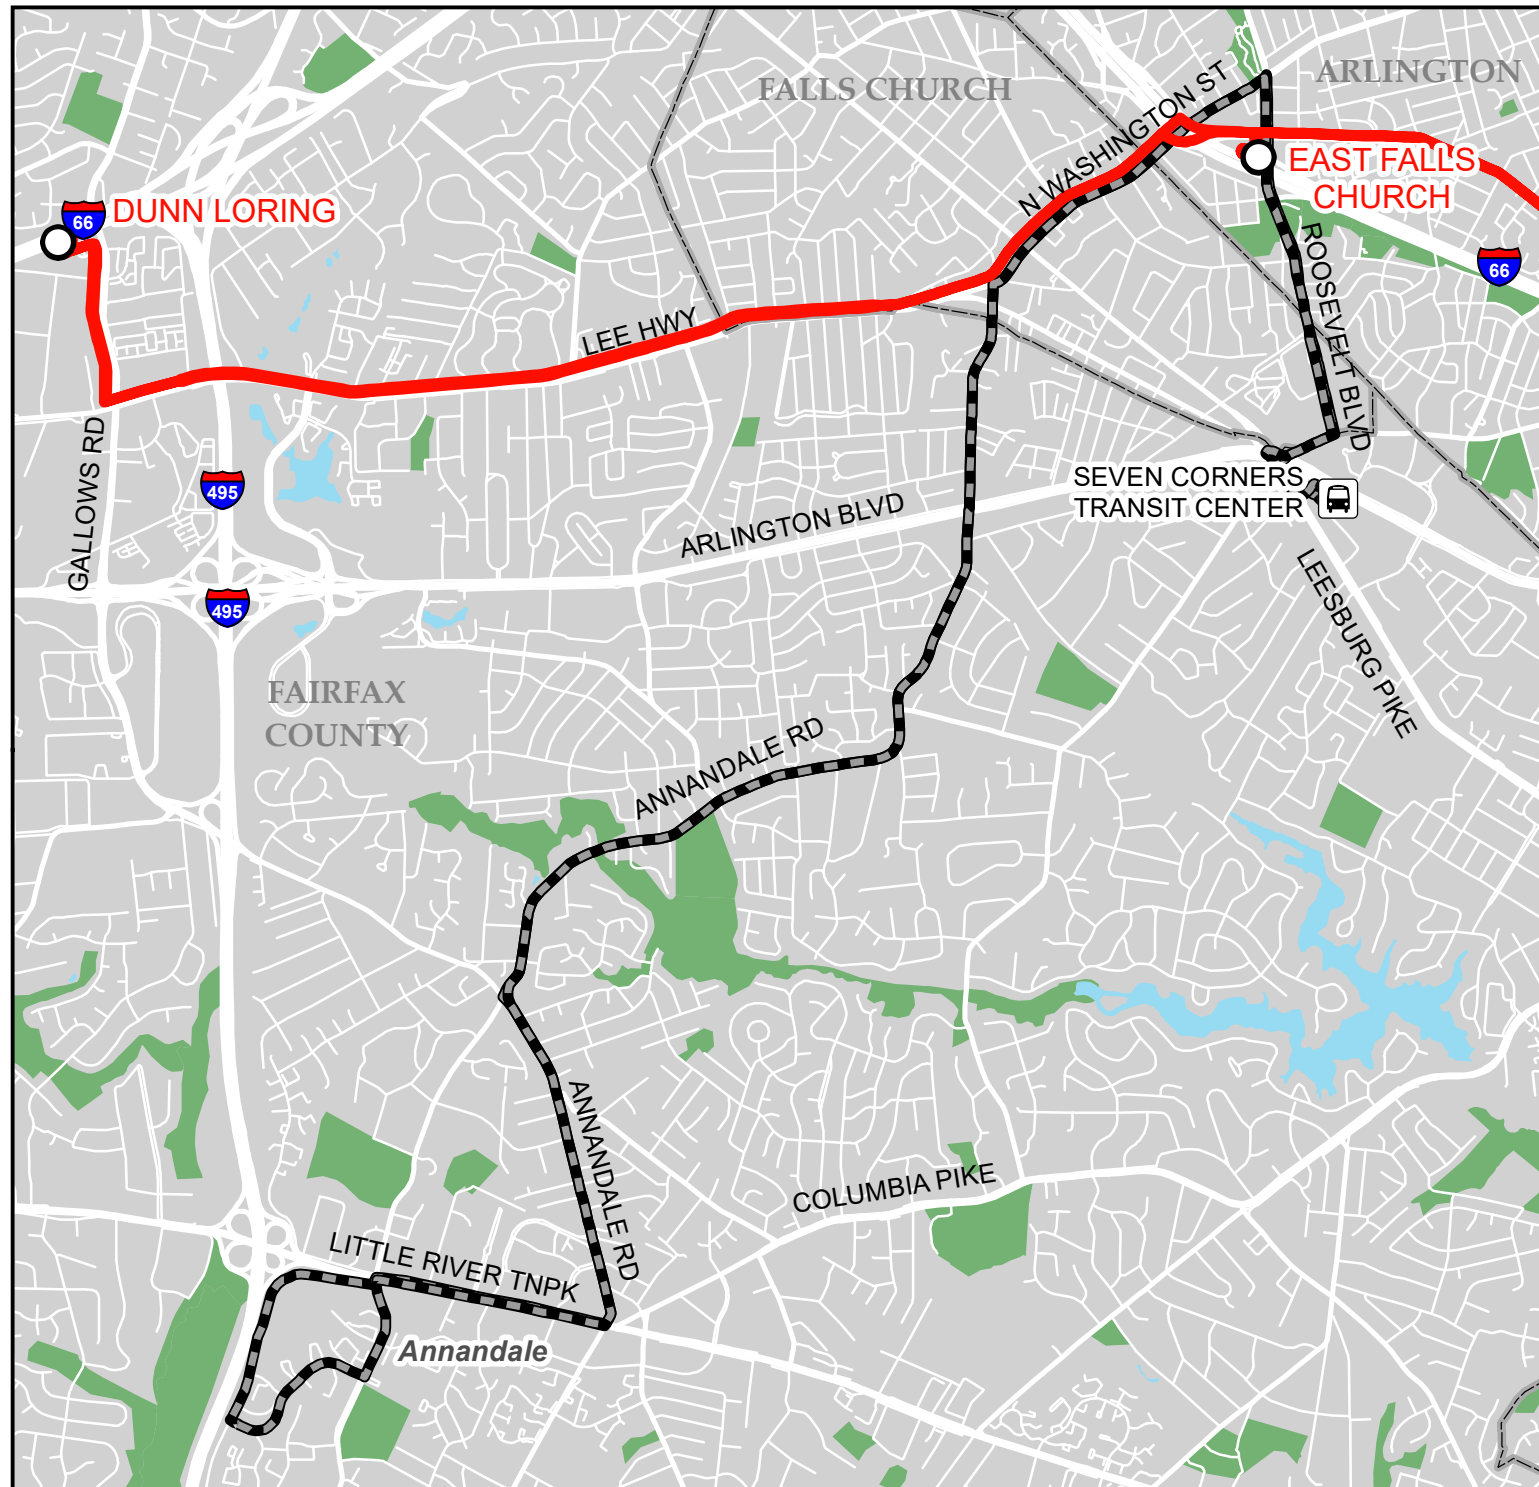 FALLS CHURCH
ARLINGTON
N WASHINGTON ST
EAST FALLS
CHURCH
66
DUNN LORING
ROOSEVELT BLVD
66
LEE HWY
GALLOWS RD
495
SEVEN CORNERS
TRANSIT CENTER
ARLINGTON BLVD
495
LEESBURG PIKE
FAIRFAX
COUNTY
ANNANDALE RD
ANNANDALE RD
COLUMBIA PIKE
LITTLE RIVER TNPK
Annandale